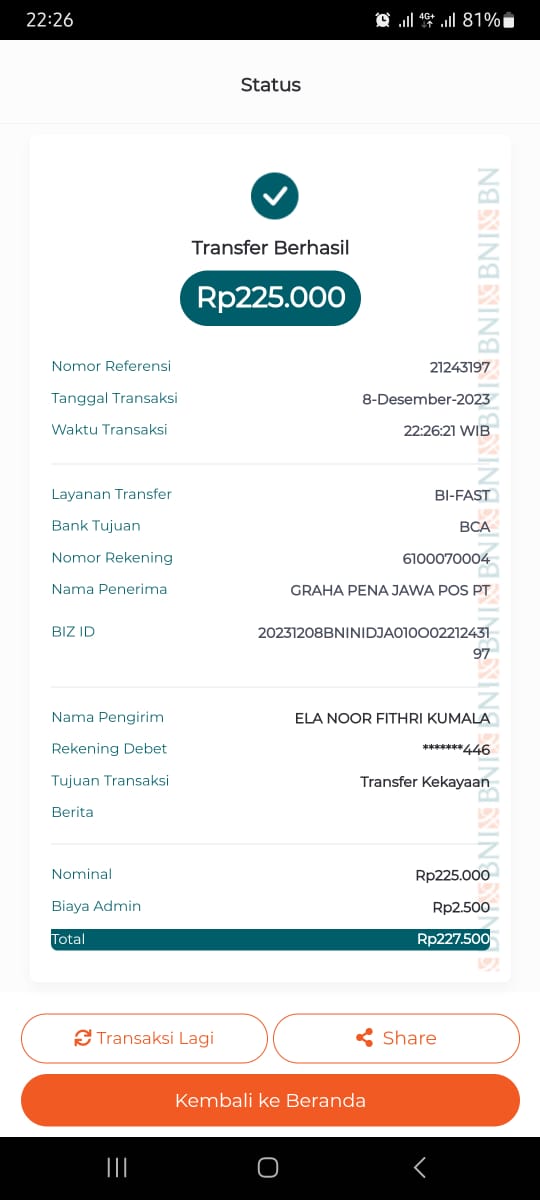 22:26 4G+ 81%
Status
Transfer Berhasil
Rp225.000
Nomor Referensi 21243197
Tanggal Transaksi 8-Desember-2023
Waktu Transaksi 22:26:21 WIB
Layanan Transfer BI-FAST
Bank Tujuan BCA
Nomor Rekening 6100070004
Nama Penerima GRAHA PENA JAWA POS PT
BIZ ID 20231208BNINIDJA010O02212431
97
Nama Pengirim ELA NOOR FITHRI KUMALA
Rekening Debet *******446
Tujuan Transaksi Transfer Kekayaan
Berita
Nominal Rp225.000
Biaya Admin Rp2.500
Total Rp227.500
BNI BNI BNI BNI BNI BNI BNI BNI BNI BN
Transaksi Lagi
Share
Kembali ke Beranda